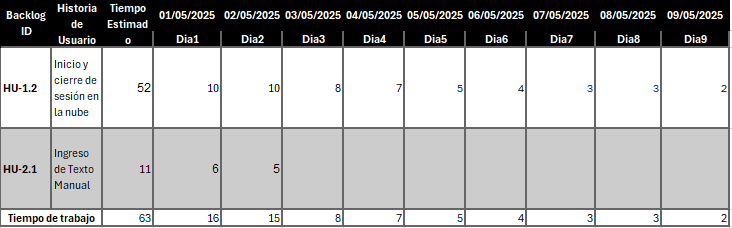 Backlog ID Historia de Usuario Tiempo Estimado 01/05/2025 02/05/2025 03/05/2025 04/05/2025 05/05/2025 06/05/2025 07/05/2025 08/05/2025 09/05/2025
Dia1 Dia2 Dia3 Dia4 Dia5 Dia6 Dia7 Dia8 Dia9
HU-1.2 Inicio y cierre de sesión en la nube 52 10 10 8 7 5 4 3 3 2
HU-2.1 Ingreso de Texto Manual 11 6 5
Tiempo de trabajo 63 16 15 8 7 5 4 3 3 2